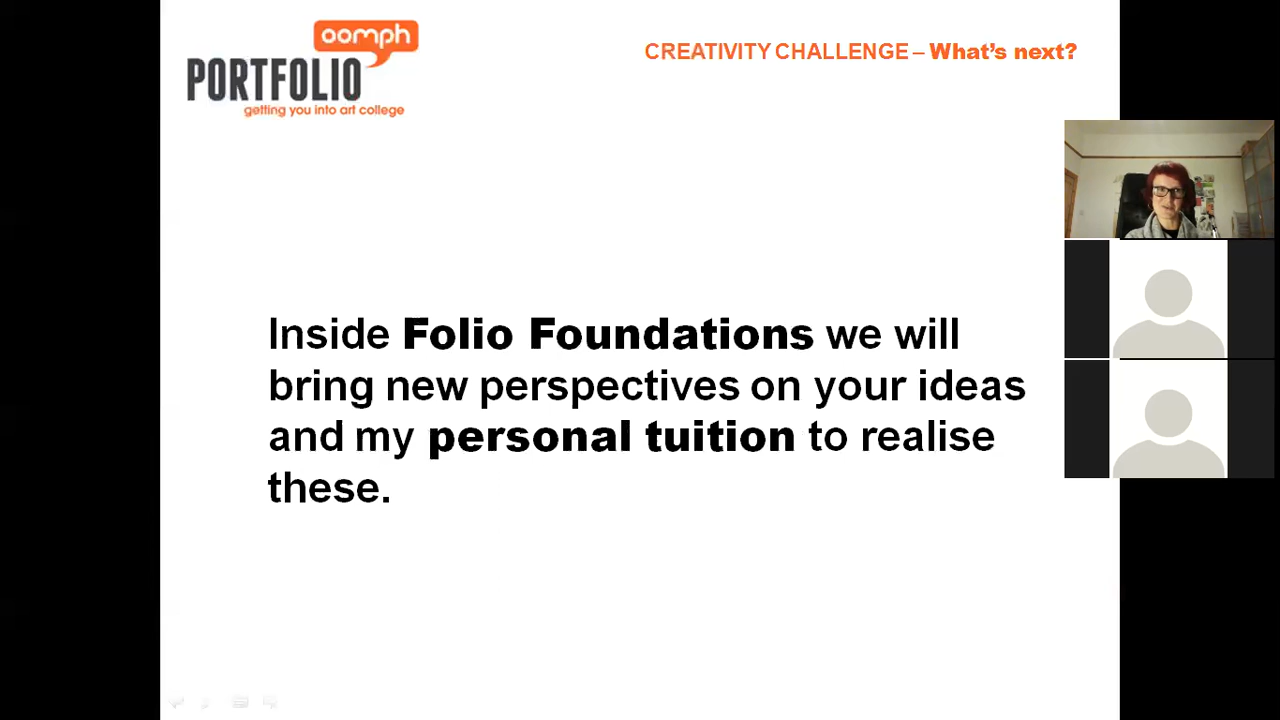 oomph
PORTFOLIO
getting you into art college
CREATIVITY CHALLENGE – What's next?
Inside Folio Foundations we will
bring new perspectives on your ideas
and my personal tuition to realise
these.